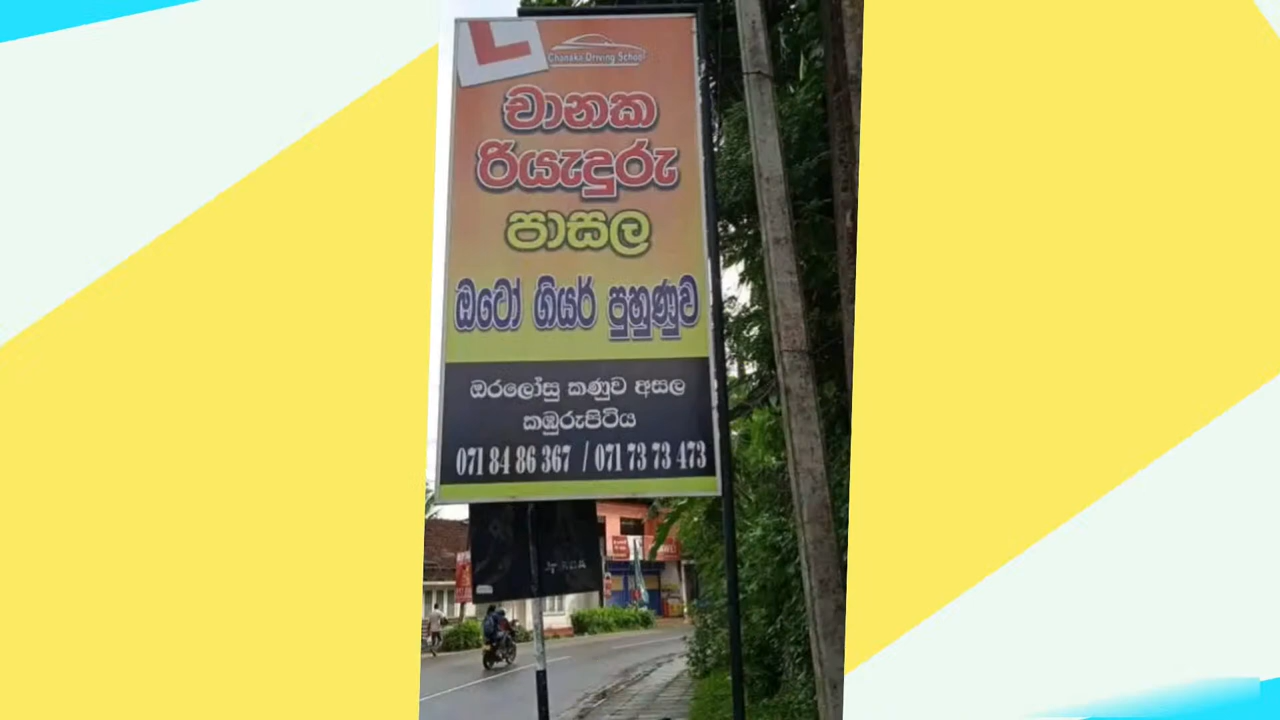 L
Chanaka Driving School
චානක
රියැදුරු
පාසල
ඔටෝ ගියර් පුහුණුව
ඔරලෝසු කණුව අසල
කඹුරුපිටිය
071 84 86 367 / 071 73 73 473